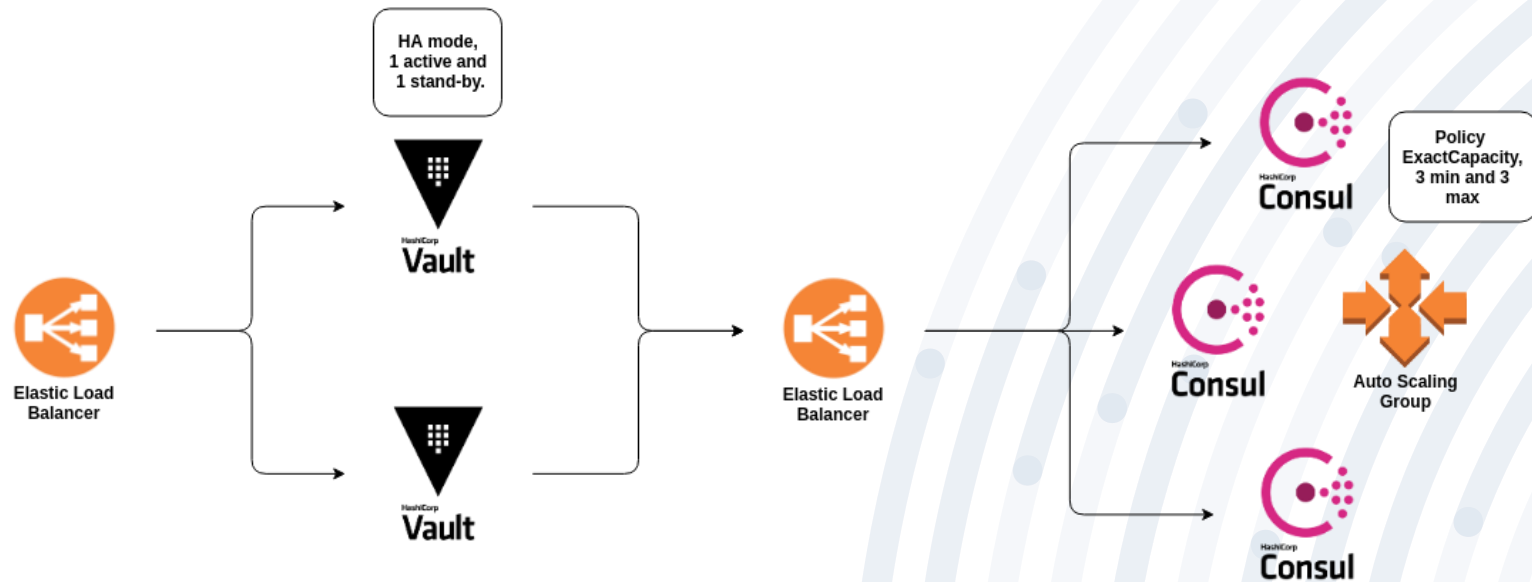 HA mode,
1 active and
1 stand-by.
HashiCorp
Vault
Elastic Load
Balancer
HashiCorp
Vault
Elastic Load
Balancer
HashiCorp
Consul
Policy
ExactCapacity,
3 min and 3
max
HashiCorp
Consul
Auto Scaling
Group
HashiCorp
Consul